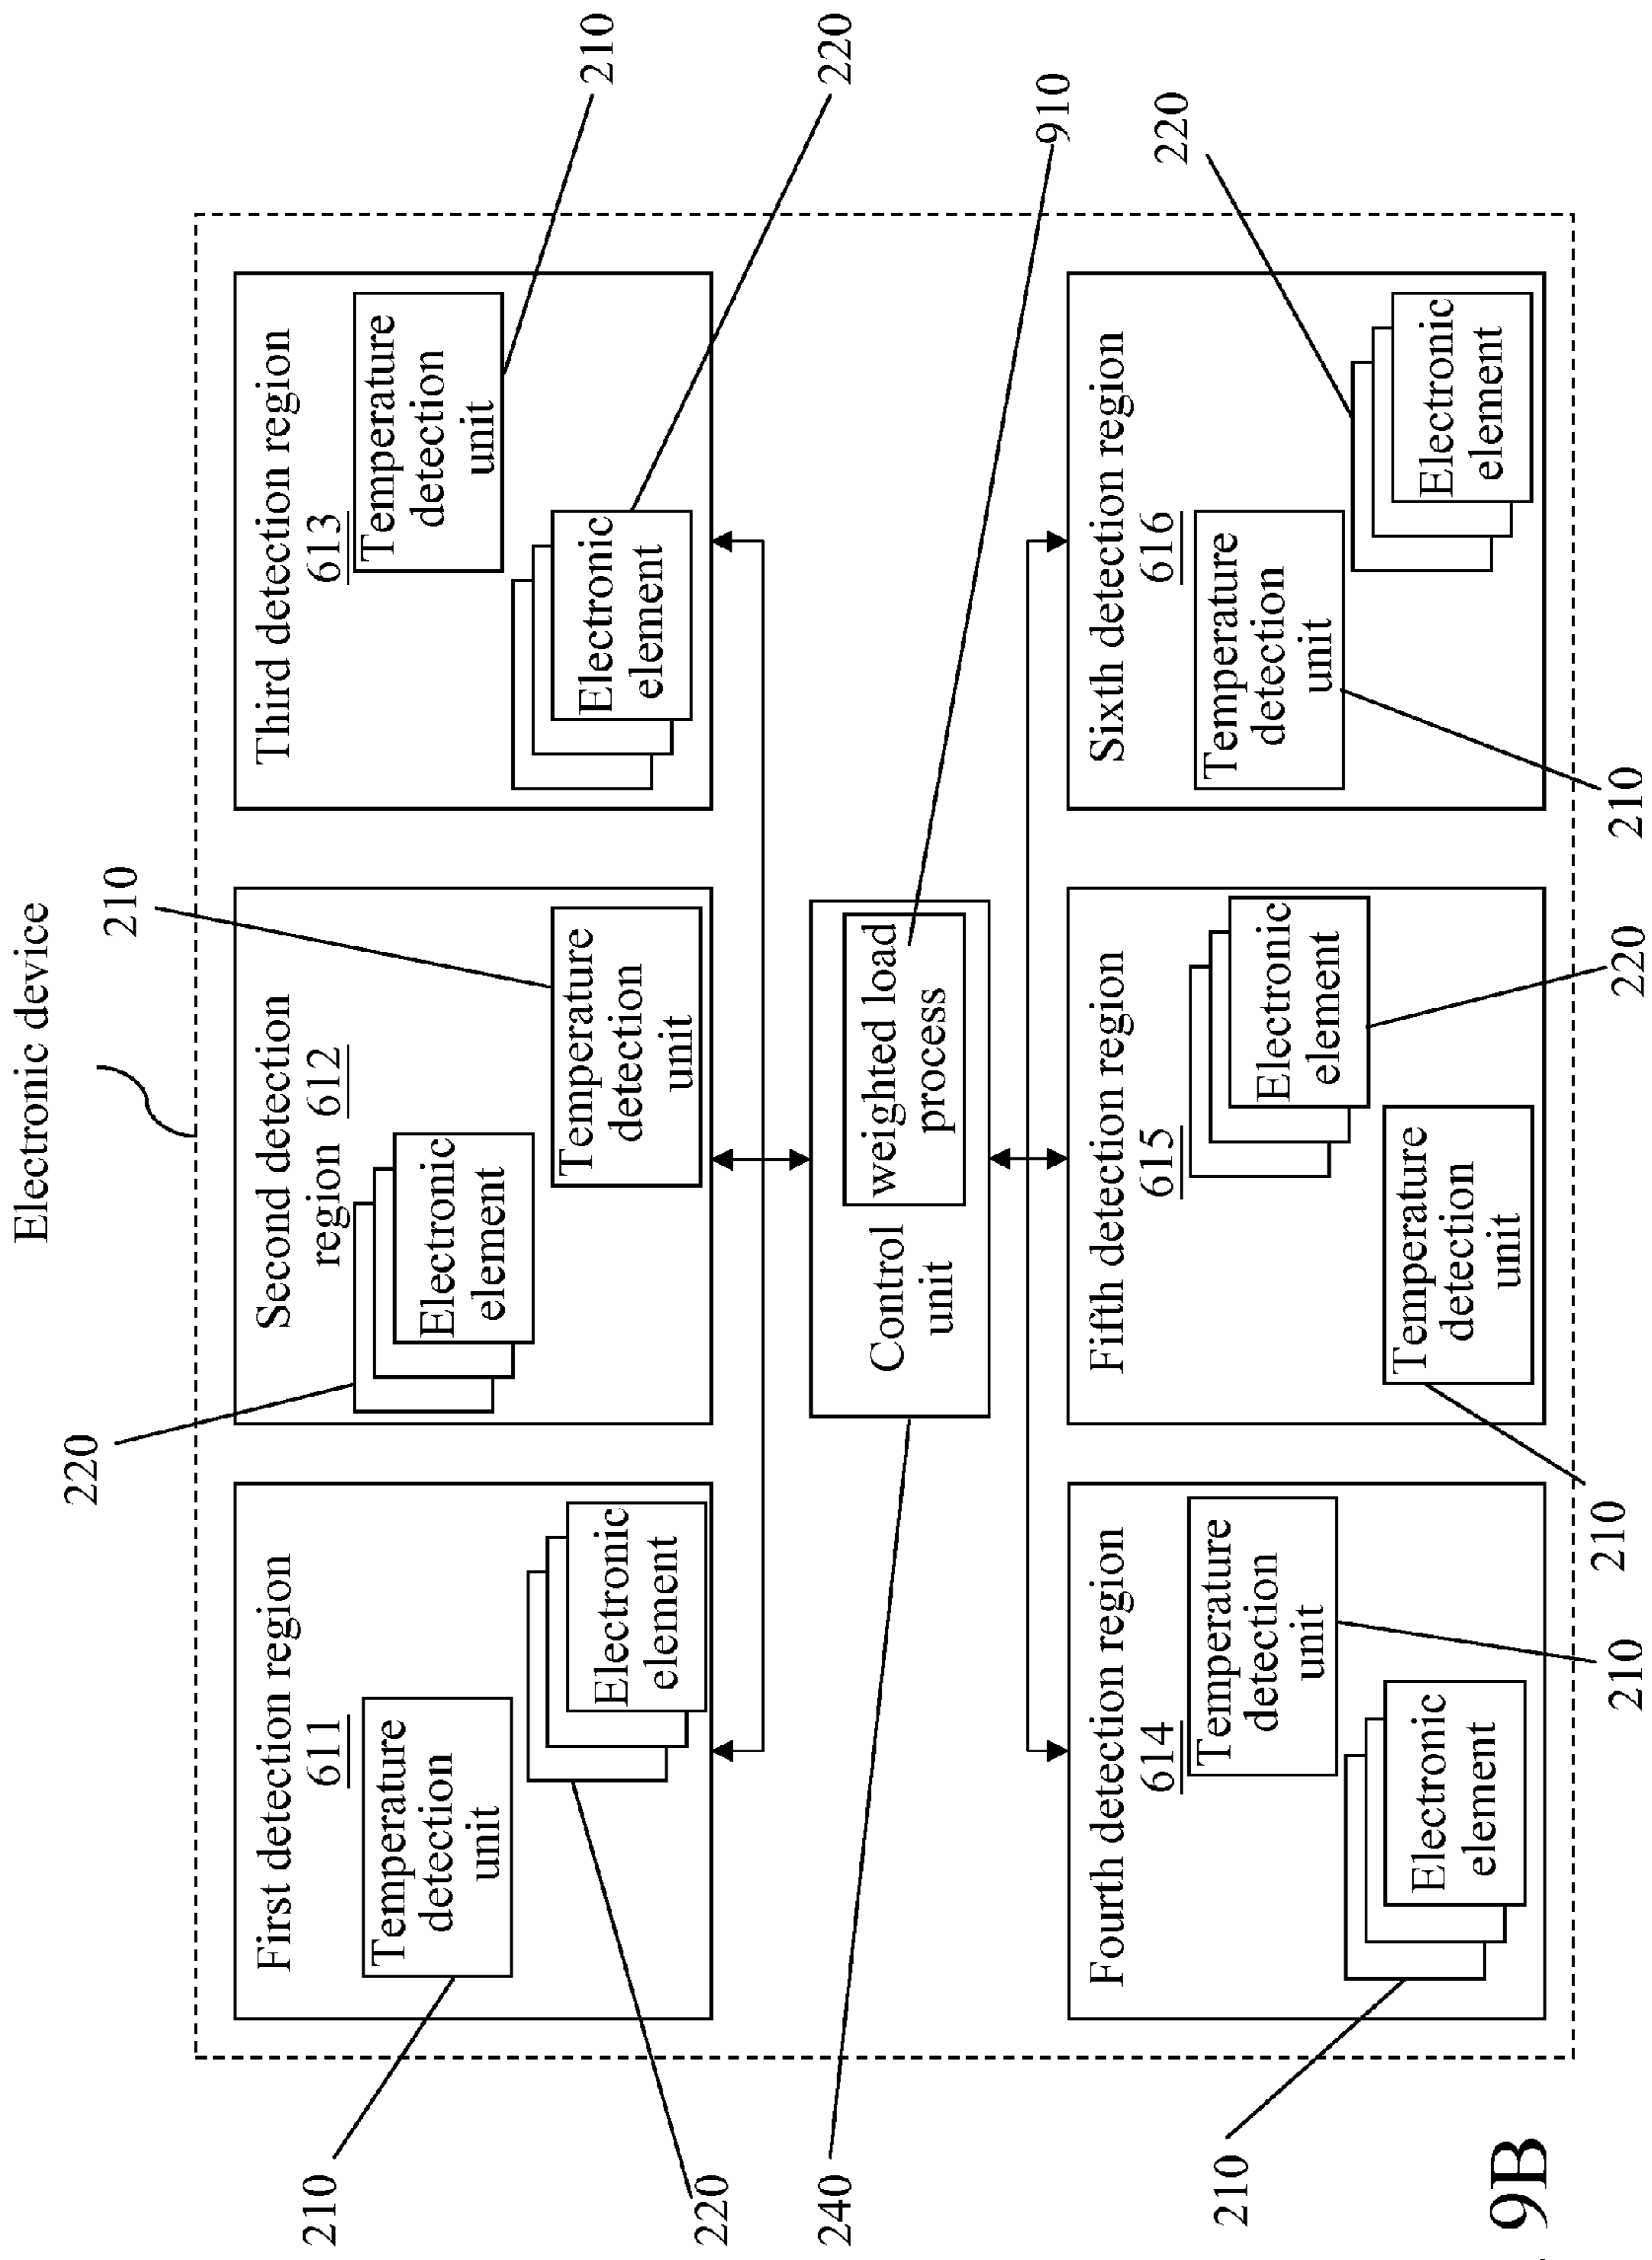 Electronic device
210
220
First detection region
611
Temperature
detection
unit
Electronic
element
210
220
Second detection
region 612
Electronic
element
Temperature
detection
unit
Third detection region
613
Temperature
detection
unit
Electronic
element
210
220
240
Control
unit
weighted load
process
910
Fourth detection region
614
Temperature
detection
unit
Electronic
element
210
210
Fifth detection region
615
Electronic
element
Temperature
detection
unit
210
220
Sixth detection region
616
Temperature
detection
unit
Electronic
element
220
210
9B